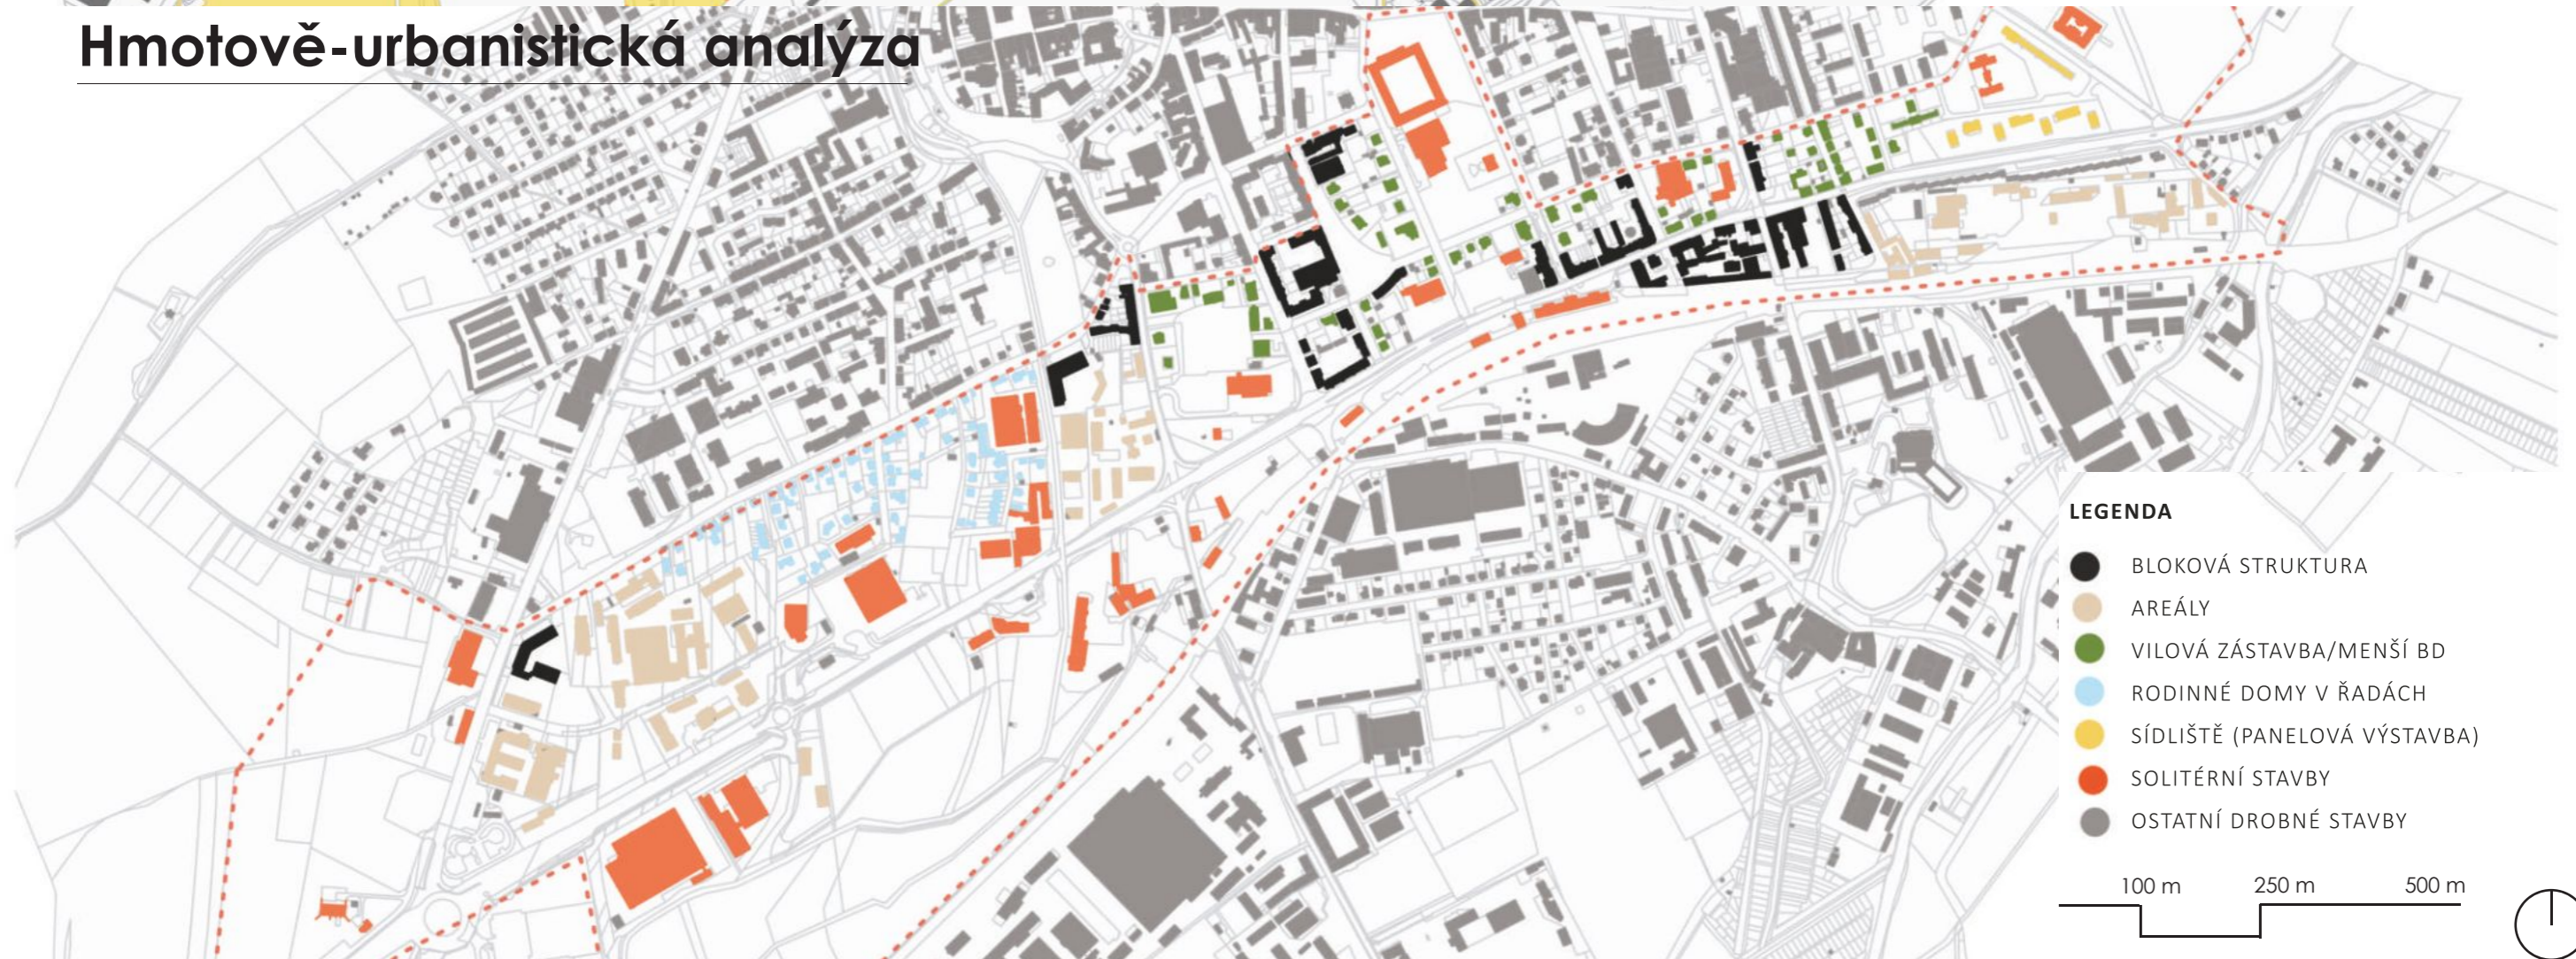 Hmotově-urbanistická analýza
LEGENDA
BLOKOVÁ STRUKTURA
AREÁLY
VILOVÁ ZÁSTAVBA/MENŠÍ BD
RODINNÉ DOMY V ŘADÁCH
SÍDLIŠTĚ (PANELOVÁ VÝSTAVBA)
SOLITÉRNÍ STAVBY
OSTATNÍ DROBNÉ STAVBY
100 m 250 m 500 m